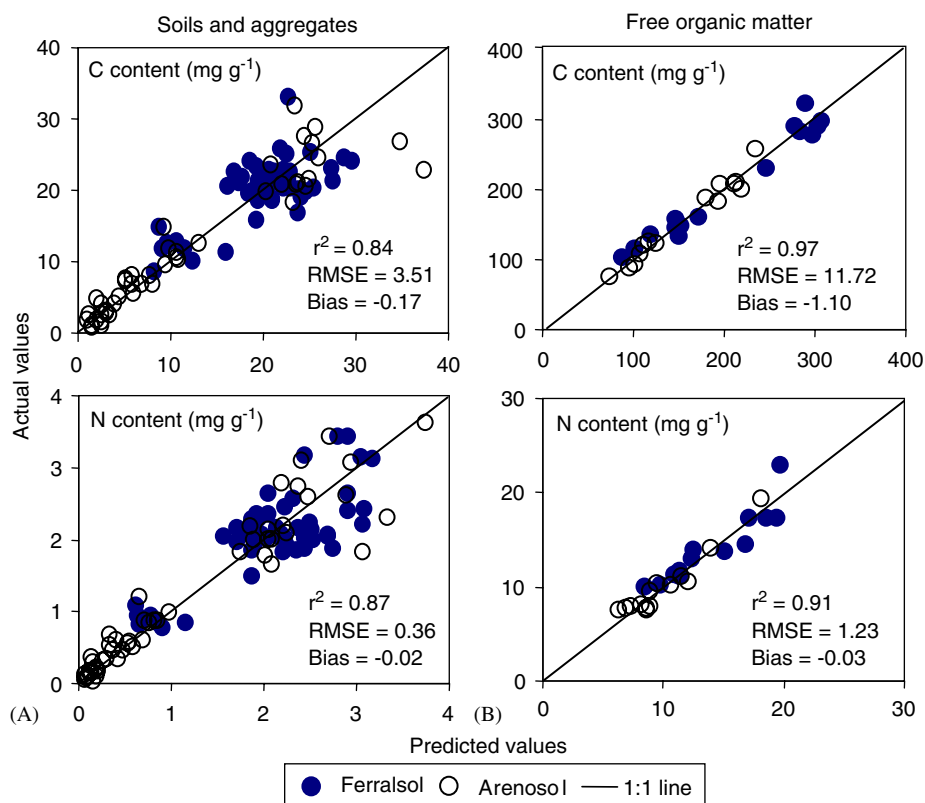 Soils and aggregates
Free organic matter
C content (mg g⁻¹)
40
30
20
10
0
0 10 20 30 40
r² = 0.84
RMSE = 3.51
Bias = -0.17
C content (mg g⁻¹)
400
300
200
100
0
0 100 200 300 400
r² = 0.97
RMSE = 11.72
Bias = -1.10
Actual values
N content (mg g⁻¹)
4
3
2
1
0
0 1 2 3 4
r² = 0.87
RMSE = 0.36
Bias = -0.02
(A)
N content (mg g⁻¹)
30
20
10
0
0 10 20 30
r² = 0.91
RMSE = 1.23
Bias = -0.03
(B)
Predicted values
Ferralsol Arenosol 1:1 line